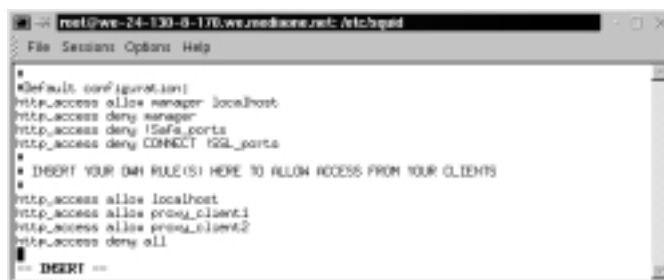 root@we-24-130-8-170.we.mediaone.net: /etc/squid
File Sessions Options Help
#
#Default configuration:
http_access allow manager localhost
http_access deny manager
http_access deny !Safe_ports
http_access deny CONNECT !SSL_ports
#
# INSERT YOUR OWN RULE(S) HERE TO ALLOW ACCESS FROM YOUR CLIENTS
#
http_access allow localhost
http_access allow proxy_client1
http_access allow proxy_client2
http_access deny all
-- INSERT --